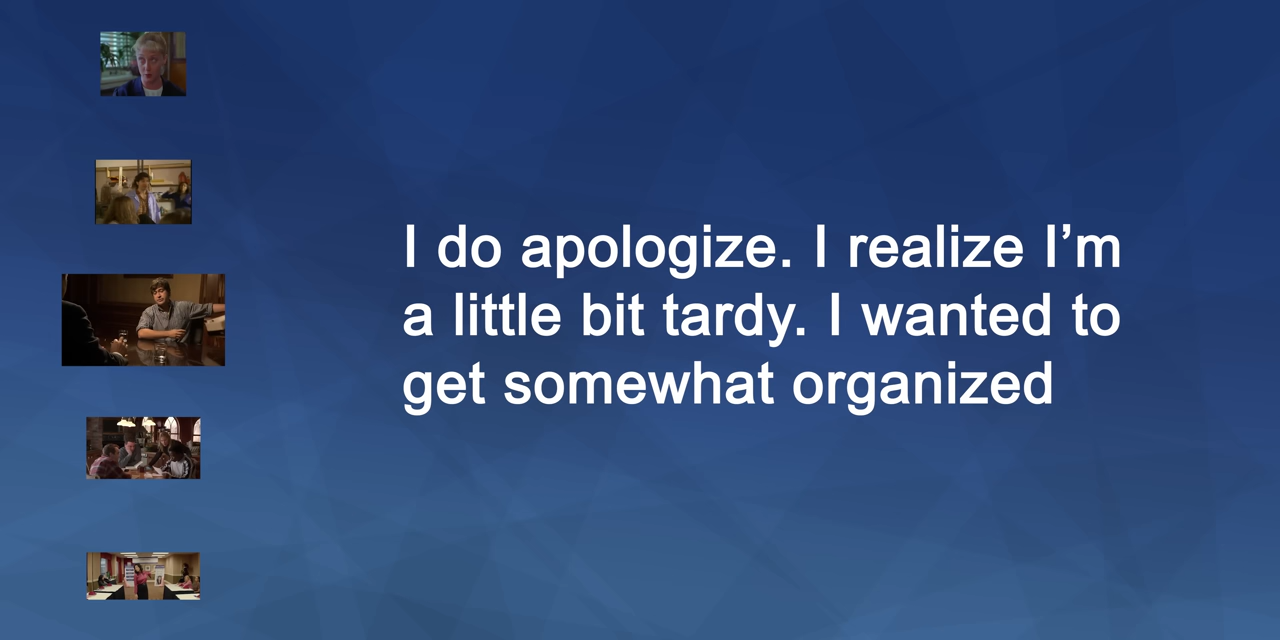 I do apologize. I realize I’m
a little bit tardy. I wanted to
get somewhat organized